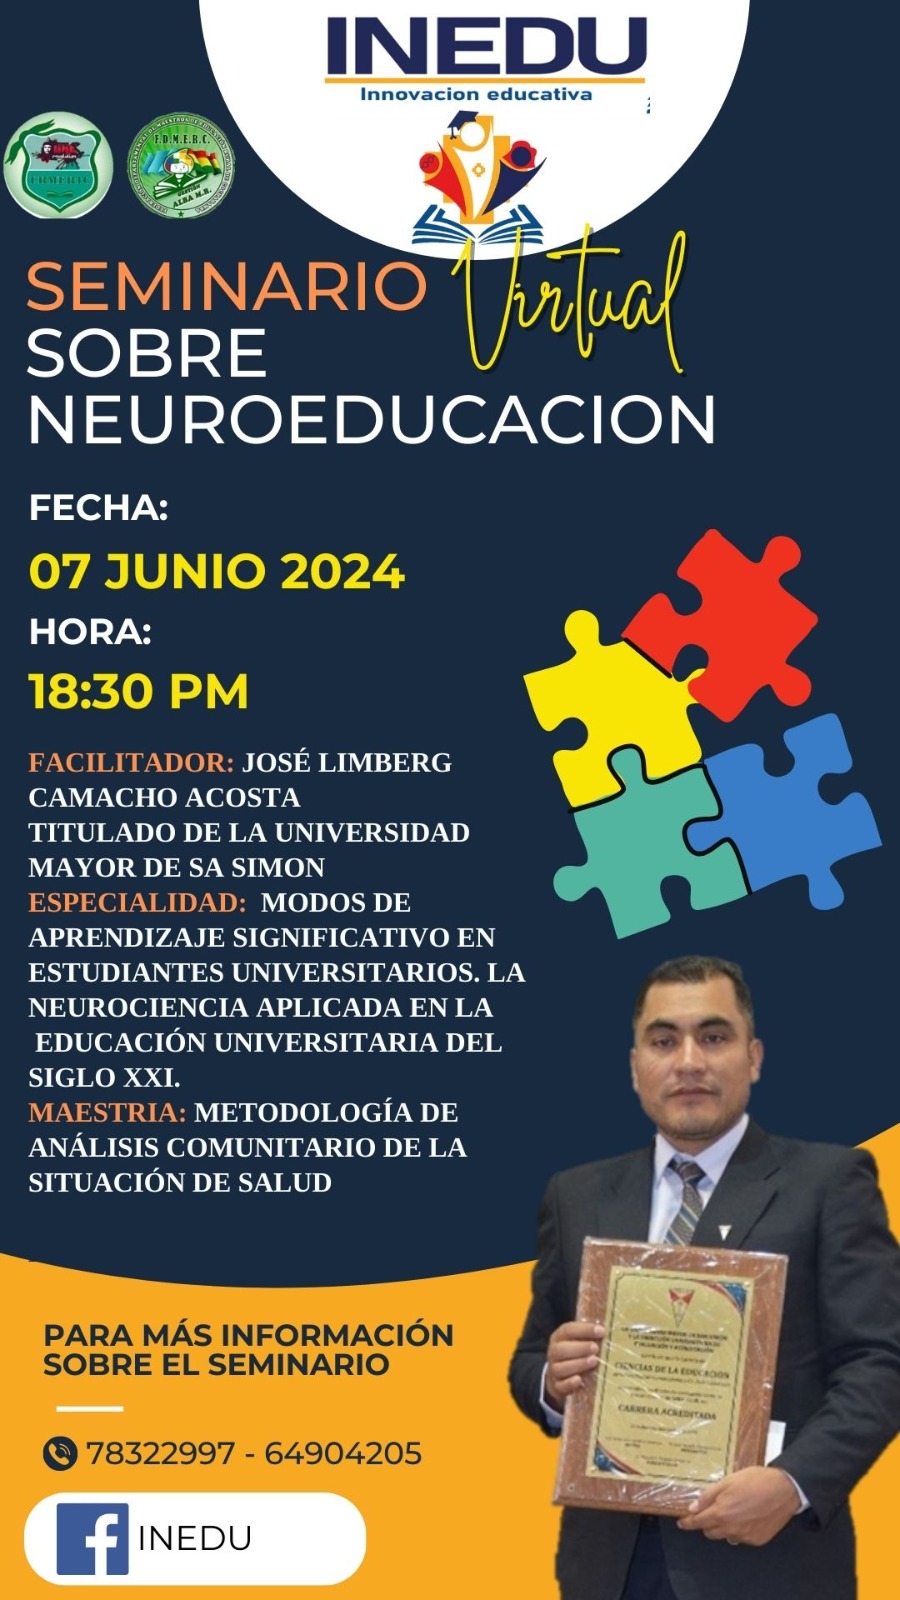 INEDU
Innovacion educativa
F.D.M.E.R.C.
ALBA M.R.
SEMINARIO Virtual
SOBRE
NEUROEDUCACION
FECHA:
07 JUNIO 2024
HORA:
18:30 PM
FACILITADOR: JOSÉ LIMBERG
CAMACHO ACOSTA
TITULADO DE LA UNIVERSIDAD
MAYOR DE SA SIMON
ESPECIALIDAD: MODOS DE
APRENDIZAJE SIGNIFICATIVO EN
ESTUDIANTES UNIVERSITARIOS. LA
NEUROCIENCIA APLICADA EN LA
EDUCACIÓN UNIVERSITARIA DEL
SIGLO XXI.
MAESTRIA: METODOLOGÍA DE
ANÁLISIS COMUNITARIO DE LA
SITUACIÓN DE SALUD
CIENCIAS DE LA EDUCACION
CARRERA ACREDITADA
PARA MÁS INFORMACIÓN
SOBRE EL SEMINARIO
78322997 - 64904205
f INEDU